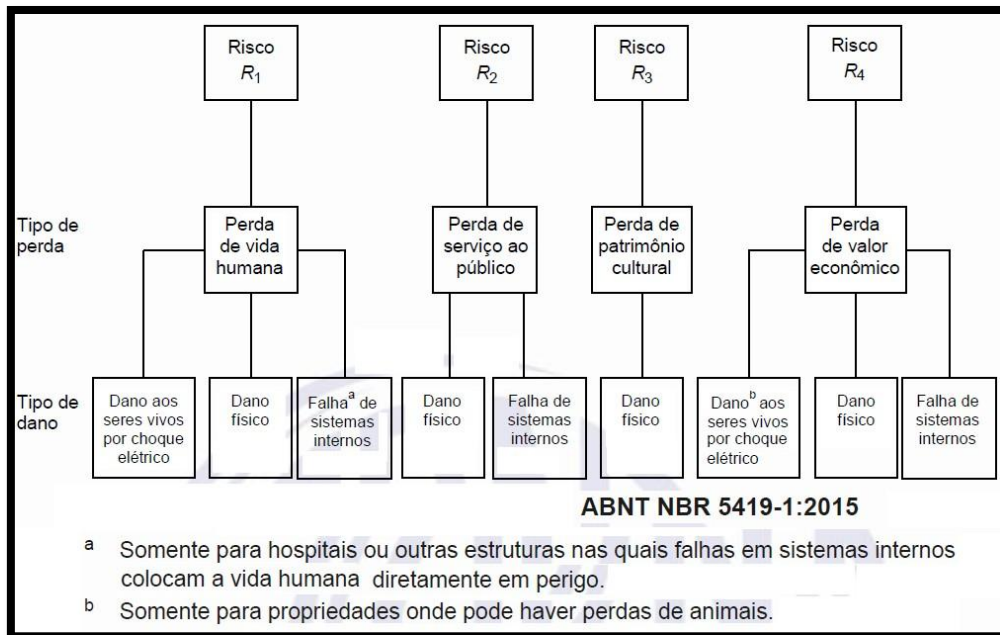 Risco
R1
Risco
R2
Risco
R3
Risco
R4
Tipo de
perda
Perda
de vida
humana
Perda de
serviço ao
público
Perda de
patrimônio
cultural
Perda
de valor
econômico
Tipo de
dano
Dano aos
seres vivos
por choque
elétrico
Dano
físico
Falhaª de
sistemas
internos
Dano
físico
Falha de
sistemas
internos
Dano
físico
Danoᵇ aos
seres vivos
por choque
elétrico
Dano
físico
Falha de
sistemas
internos
ABNT NBR 5419-1:2015
a Somente para hospitais ou outras estruturas nas quais falhas em sistemas internos
colocam a vida humana diretamente em perigo.
b Somente para propriedades onde pode haver perdas de animais.